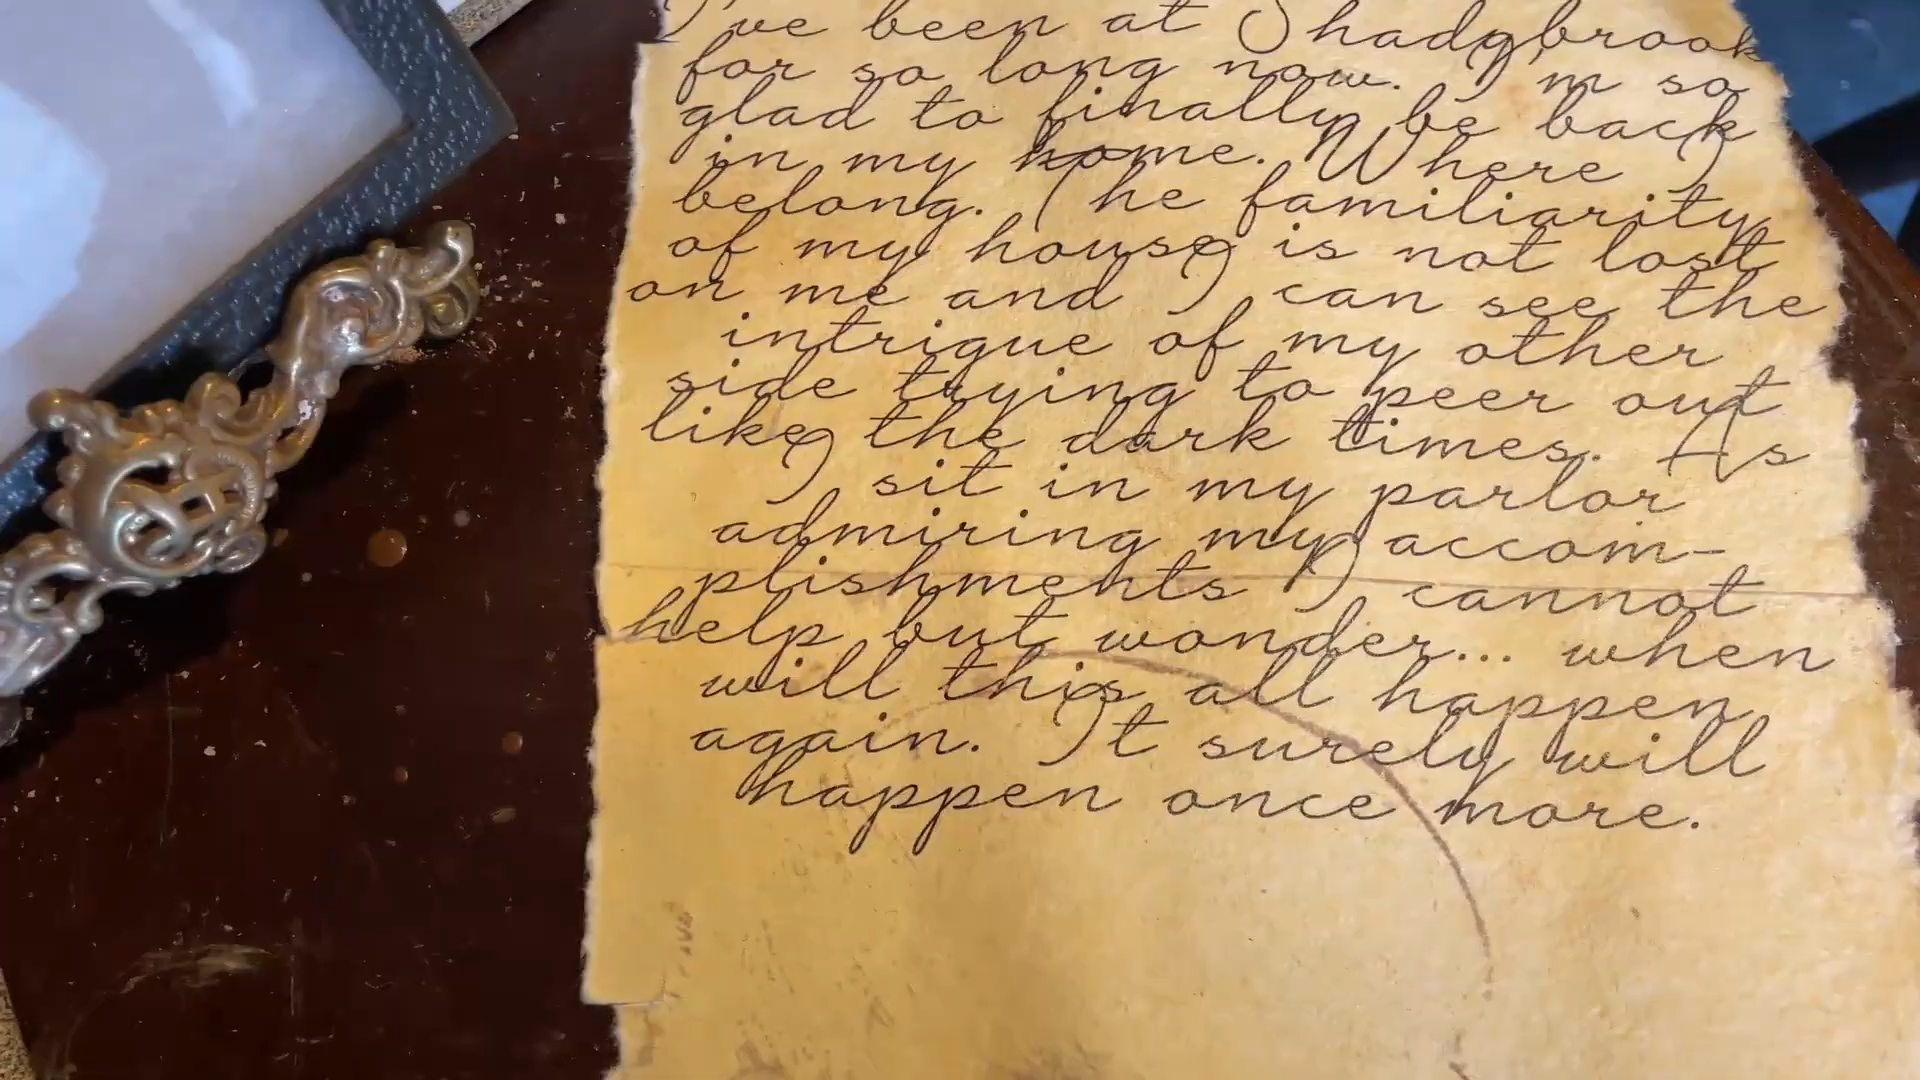 I've been at Shadybrook
for so long now. I'm so
glad to finally be back
in my home. Where I
belong. The familiarity
of my house is not lost
on me and I can see the
intrigue of my other
side trying to peer out
like the dark times. As
I sit in my parlor
admiring my accom-
plishments I cannot
help but wonder... when
will this all happen
again. It surely will
happen once more.